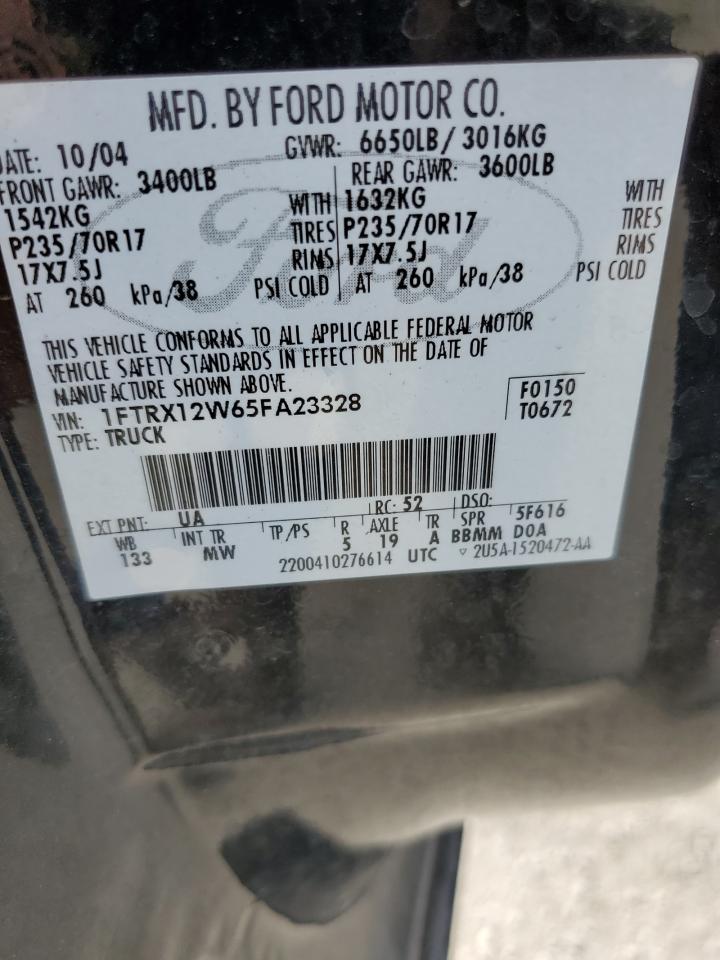 MFD. BY FORD MOTOR CO.
DATE: 10/04 GVWR: 6650LB/ 3016KG
FRONT GAWR: 3400LB REAR GAWR: 3600LB
1542KG WITH 1632KG WITH
P235/70R17 TIRES P235/70R17 TIRES
17X7.5J RIMS 17X7.5J RIMS
AT 260 kPa/38 PSI COLD AT 260 kPa/38 PSI COLD
Ford
THIS VEHICLE CONFORMS TO ALL APPLICABLE FEDERAL MOTOR
VEHICLE SAFETY STANDARDS IN EFFECT ON THE DATE OF
MANUFACTURE SHOWN ABOVE.
VIN: 1FTRX12W65FA23328 F0150
TYPE: TRUCK T0672
EXT PNT: UA RC: 52 DSO:
WB INT TR TP/PS R AXLE TR SPR 5F616
133 MW 5 19 A BBMM DOA
2200410276614 UTC ▽ 2U5A-1520472-AA